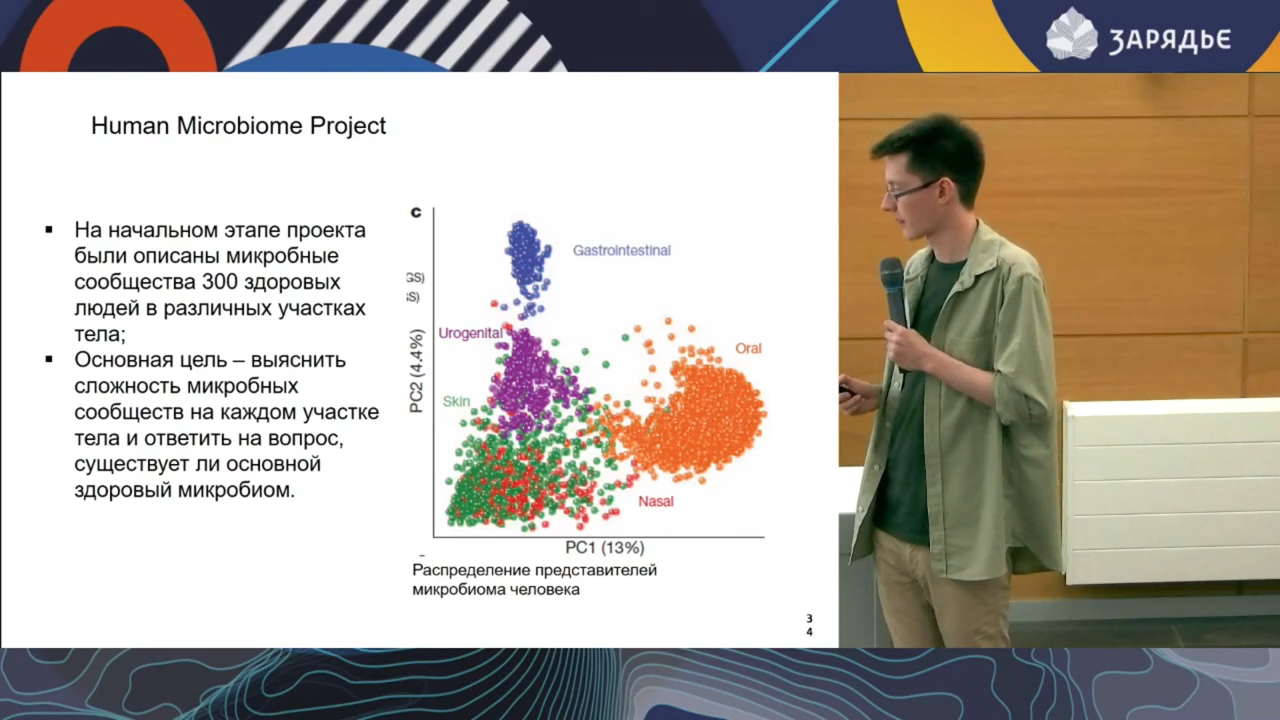 ЗАРЯДЬЕ
Human Microbiome Project
▪ На начальном этапе проекта
были описаны микробные
сообщества 300 здоровых
людей в различных участках
тела;
▪ Основная цель – выяснить
сложность микробных
сообществ на каждом участке
тела и ответить на вопрос,
существует ли основной
здоровый микробиом.
c
GS)
S)
Gastrointestinal
Urogenital
Oral
Skin
Nasal
PC2 (4.4%)
PC1 (13%)
Распределение представителей
микробиома человека
3
4